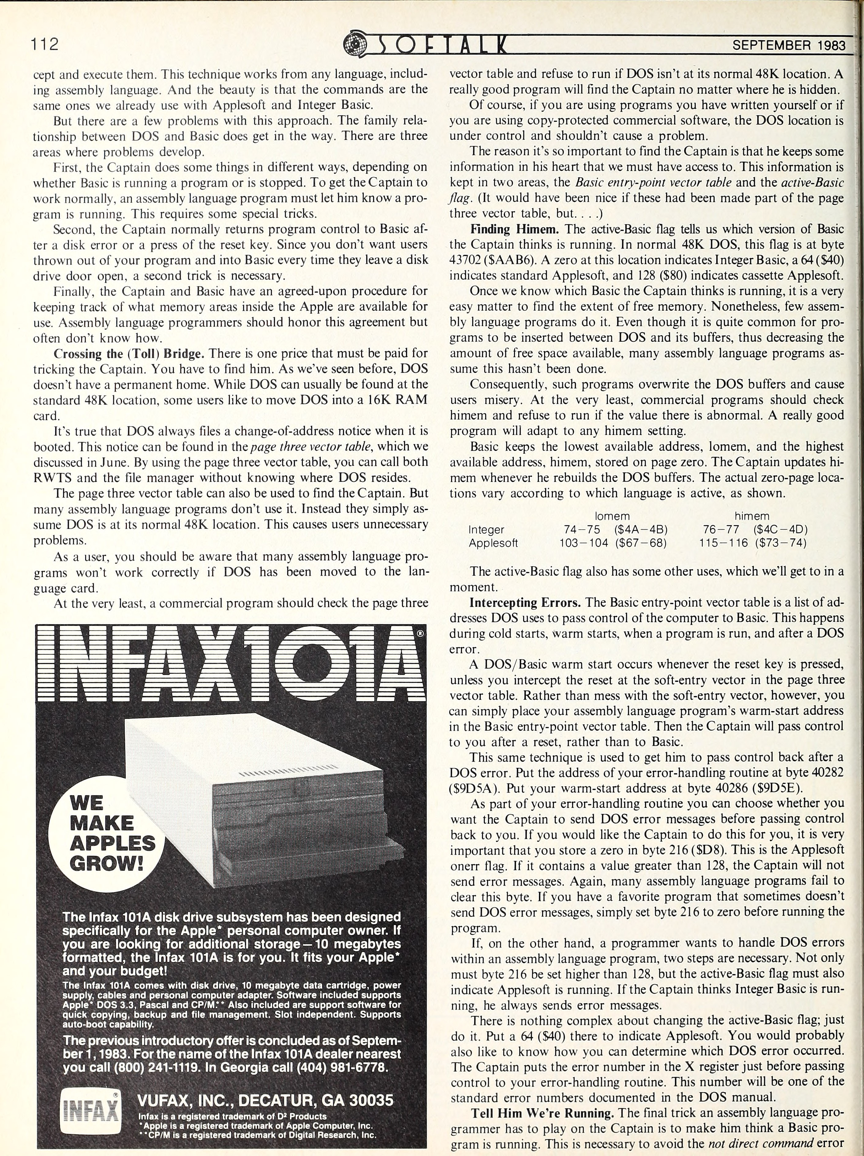 112
SOFTALK
SEPTEMBER 1983
cept and execute them. This technique works from any language, includ-
ing assembly language. And the beauty is that the commands are the
same ones we already use with Applesoft and Integer Basic.
But there are a few problems with this approach. The family rela-
tionship between DOS and Basic does get in the way. There are three
areas where problems develop.
First, the Captain does some things in different ways, depending on
whether Basic is running a program or is stopped. To get the Captain to
work normally, an assembly language program must let him know a pro-
gram is running. This requires some special tricks.
Second, the Captain normally returns program control to Basic af-
ter a disk error or a press of the reset key. Since you don't want users
thrown out of your program and into Basic every time they leave a disk
drive door open, a second trick is necessary.
Finally, the Captain and Basic have an agreed-upon procedure for
keeping track of what memory areas inside the Apple are available for
use. Assembly language programmers should honor this agreement but
often don't know how.
Crossing the (Toll) Bridge. There is one price that must be paid for
tricking the Captain. You have to find him. As we've seen before, DOS
doesn't have a permanent home. While DOS can usually be found at the
standard 48K location, some users like to move DOS into a 16K RAM
card.
It's true that DOS always files a change-of-address notice when it is
booted. This notice can be found in the page three vector table, which we
discussed in June. By using the page three vector table, you can call both
RWTS and the file manager without knowing where DOS resides.
The page three vector table can also be used to find the Captain. But
many assembly language programs don't use it. Instead they simply as-
sume DOS is at its normal 48K location. This causes users unnecessary
problems.
As a user, you should be aware that many assembly language pro-
grams won't work correctly if DOS has been moved to the lan-
guage card.
At the very least, a commercial program should check the page three
INFAX101A®
WE
MAKE
APPLES
GROW!
The Infax 101A disk drive subsystem has been designed
specifically for the Apple* personal computer owner. If
you are looking for additional storage—10 megabytes
formatted, the Infax 101A is for you. It fits your Apple*
and your budget!
The Infax 101A comes with disk drive, 10 megabyte data cartridge, power
supply, cables and personal computer adapter. Software included supports
Apple* DOS 3.3, Pascal and CP/M.** Also included are support software for
quick copying, backup and file management. Slot independent. Supports
auto-boot capability.
The previous introductory offer is concluded as of Septem-
ber 1, 1983. For the name of the Infax 101A dealer nearest
you call (800) 241-1119. In Georgia call (404) 981-6778.
INFAX
VUFAX, INC., DECATUR, GA 30035
Infax is a registered trademark of D³ Products
*Apple is a registered trademark of Apple Computer, Inc.
**CP/M is a registered trademark of Digital Research, Inc.
vector table and refuse to run if DOS isn't at its normal 48K location. A
really good program will find the Captain no matter where he is hidden.
Of course, if you are using programs you have written yourself or if
you are using copy-protected commercial software, the DOS location is
under control and shouldn't cause a problem.
The reason it's so important to find the Captain is that he keeps some
information in his heart that we must have access to. This information is
kept in two areas, the Basic entry-point vector table and the active-Basic
flag. (It would have been nice if these had been made part of the page
three vector table, but. . . .)
Finding Himem. The active-Basic flag tells us which version of Basic
the Captain thinks is running. In normal 48K DOS, this flag is at byte
43702 ($AAB6). A zero at this location indicates Integer Basic, a 64 ($40)
indicates standard Applesoft, and 128 ($80) indicates cassette Applesoft.
Once we know which Basic the Captain thinks is running, it is a very
easy matter to find the extent of free memory. Nonetheless, few assem-
bly language programs do it. Even though it is quite common for pro-
grams to be inserted between DOS and its buffers, thus decreasing the
amount of free space available, many assembly language programs as-
sume this hasn't been done.
Consequently, such programs overwrite the DOS buffers and cause
users misery. At the very least, commercial programs should check
himem and refuse to run if the value there is abnormal. A really good
program will adapt to any himem setting.
Basic keeps the lowest available address, lomem, and the highest
available address, himem, stored on page zero. The Captain updates hi-
mem whenever he rebuilds the DOS buffers. The actual zero-page loca-
tions vary according to which language is active, as shown.
lomem himem
Integer 74–75 ($4A-4B) 76–77 ($4C-4D)
Applesoft 103–104 ($67-68) 115–116 ($73-74)
The active-Basic flag also has some other uses, which we'll get to in a
moment.
Intercepting Errors. The Basic entry-point vector table is a list of ad-
dresses DOS uses to pass control of the computer to Basic. This happens
during cold starts, warm starts, when a program is run, and after a DOS
error.
A DOS/Basic warm start occurs whenever the reset key is pressed,
unless you intercept the reset at the soft-entry vector in the page three
vector table. Rather than mess with the soft-entry vector, however, you
can simply place your assembly language program's warm-start address
in the Basic entry-point vector table. Then the Captain will pass control
to you after a reset, rather than to Basic.
This same technique is used to get him to pass control back after a
DOS error. Put the address of your error-handling routine at byte 40282
($9D5A). Put your warm-start address at byte 40286 ($9D5E).
As part of your error-handling routine you can choose whether you
want the Captain to send DOS error messages before passing control
back to you. If you would like the Captain to do this for you, it is very
important that you store a zero in byte 216 ($D8). This is the Applesoft
onerr flag. If it contains a value greater than 128, the Captain will not
send error messages. Again, many assembly language programs fail to
clear this byte. If you have a favorite program that sometimes doesn't
send DOS error messages, simply set byte 216 to zero before running the
program.
If, on the other hand, a programmer wants to handle DOS errors
within an assembly language program, two steps are necessary. Not only
must byte 216 be set higher than 128, but the active-Basic flag must also
indicate Applesoft is running. If the Captain thinks Integer Basic is run-
ning, he always sends error messages.
There is nothing complex about changing the active-Basic flag; just
do it. Put a 64 ($40) there to indicate Applesoft. You would probably
also like to know how you can determine which DOS error occurred.
The Captain puts the error number in the X register just before passing
control to your error-handling routine. This number will be one of the
standard error numbers documented in the DOS manual.
Tell Him We're Running. The final trick an assembly language pro-
grammer has to play on the Captain is to make him think a Basic pro-
gram is running. This is necessary to avoid the not direct command error